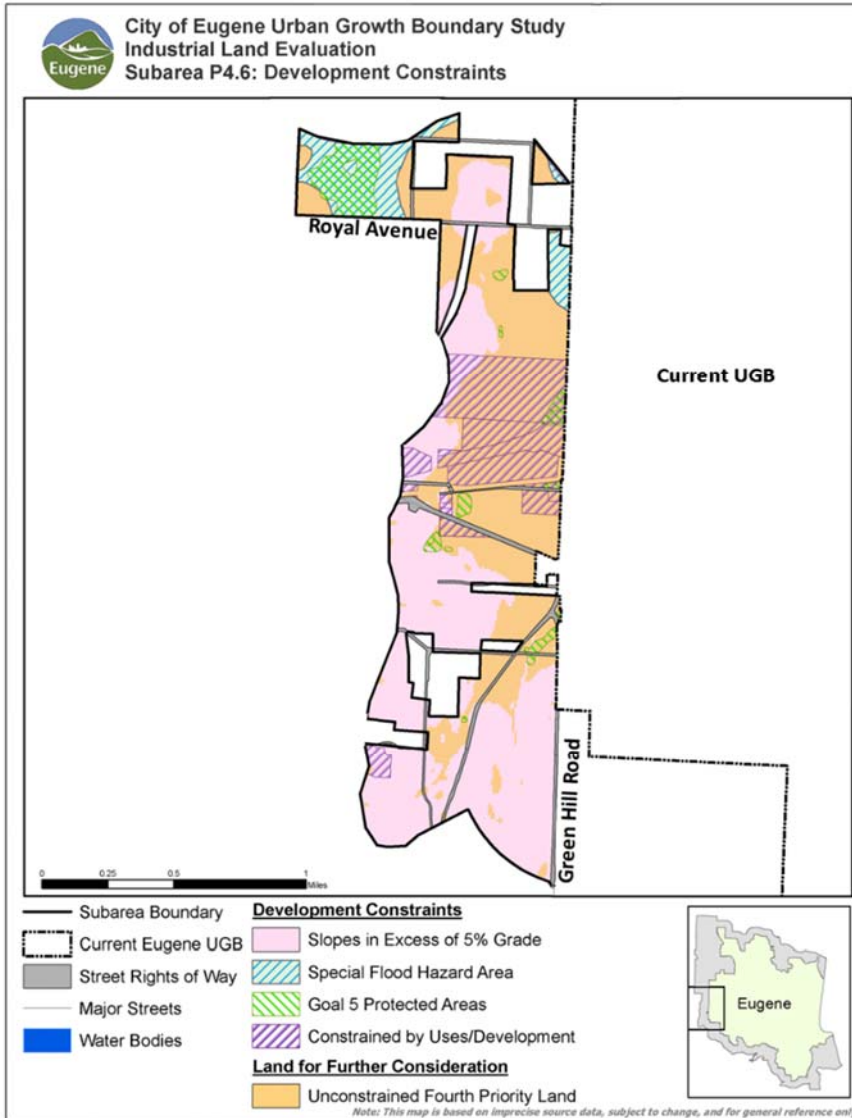 City of Eugene Urban Growth Boundary Study
Industrial Land Evaluation
Subarea P4.6: Development Constraints
Eugene
Royal Avenue
Current UGB
Green Hill Road
0 0.25 0.5 1
Miles
Subarea Boundary
Current Eugene UGB
Street Rights of Way
Major Streets
Water Bodies
Development Constraints
Slopes in Excess of 5% Grade
Special Flood Hazard Area
Goal 5 Protected Areas
Constrained by Uses/Development
Land for Further Consideration
Unconstrained Fourth Priority Land
Eugene
Note: This map is based on imprecise source data, subject to change, and for general reference on